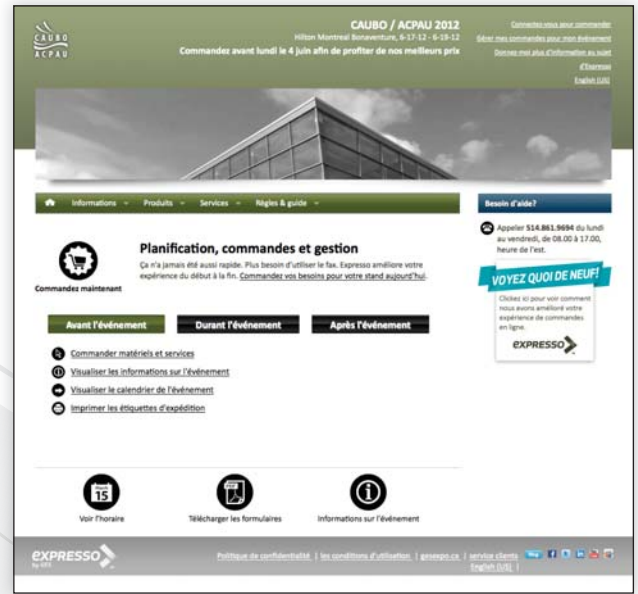 CAUBO
ACPAU
CAUBO / ACPAU 2012
Hilton Montreal Bonaventure, 6-17-12 - 6-19-12
Commandez avant lundi le 4 juin afin de profiter de nos meilleurs prix
Connectez-vous pour commander
Gérer mes commandes pour mon événement
Donnez-moi plus d'information au sujet
d'Expresso
English (US)
Informations
Produits
Services
Règles & guide
Besoin d'aide?
Appeler 514.861.9694 du lundi
au vendredi, de 08.00 à 17.00,
heure de l'est.
Commandez maintenant
Planification, commandes et gestion
Ça n'a jamais été aussi rapide. Plus besoin d'utiliser le fax. Expresso améliore votre
expérience du début à la fin. Commandez vos besoins pour votre stand aujourd'hui.
VOYEZ QUOI DE NEUF!
Clickez ici pour voir comment
nous avons amélioré votre
expérience de commandes
en ligne.
EXPRESSO
Avant l'événement
Durant l'événement
Après l'événement
Commander matériels et services
Visualiser les informations sur l'événement
Visualiser le calendrier de l'événement
Imprimer les étiquettes d'expédition
15
Voir l'horaire
PDF
Télécharger les formulaires
Informations sur l'événement
EXPRESSO
by GES
Politique de confidentialité | les conditions d'utilisation | gesexpo.ca | service clients
English (US) |